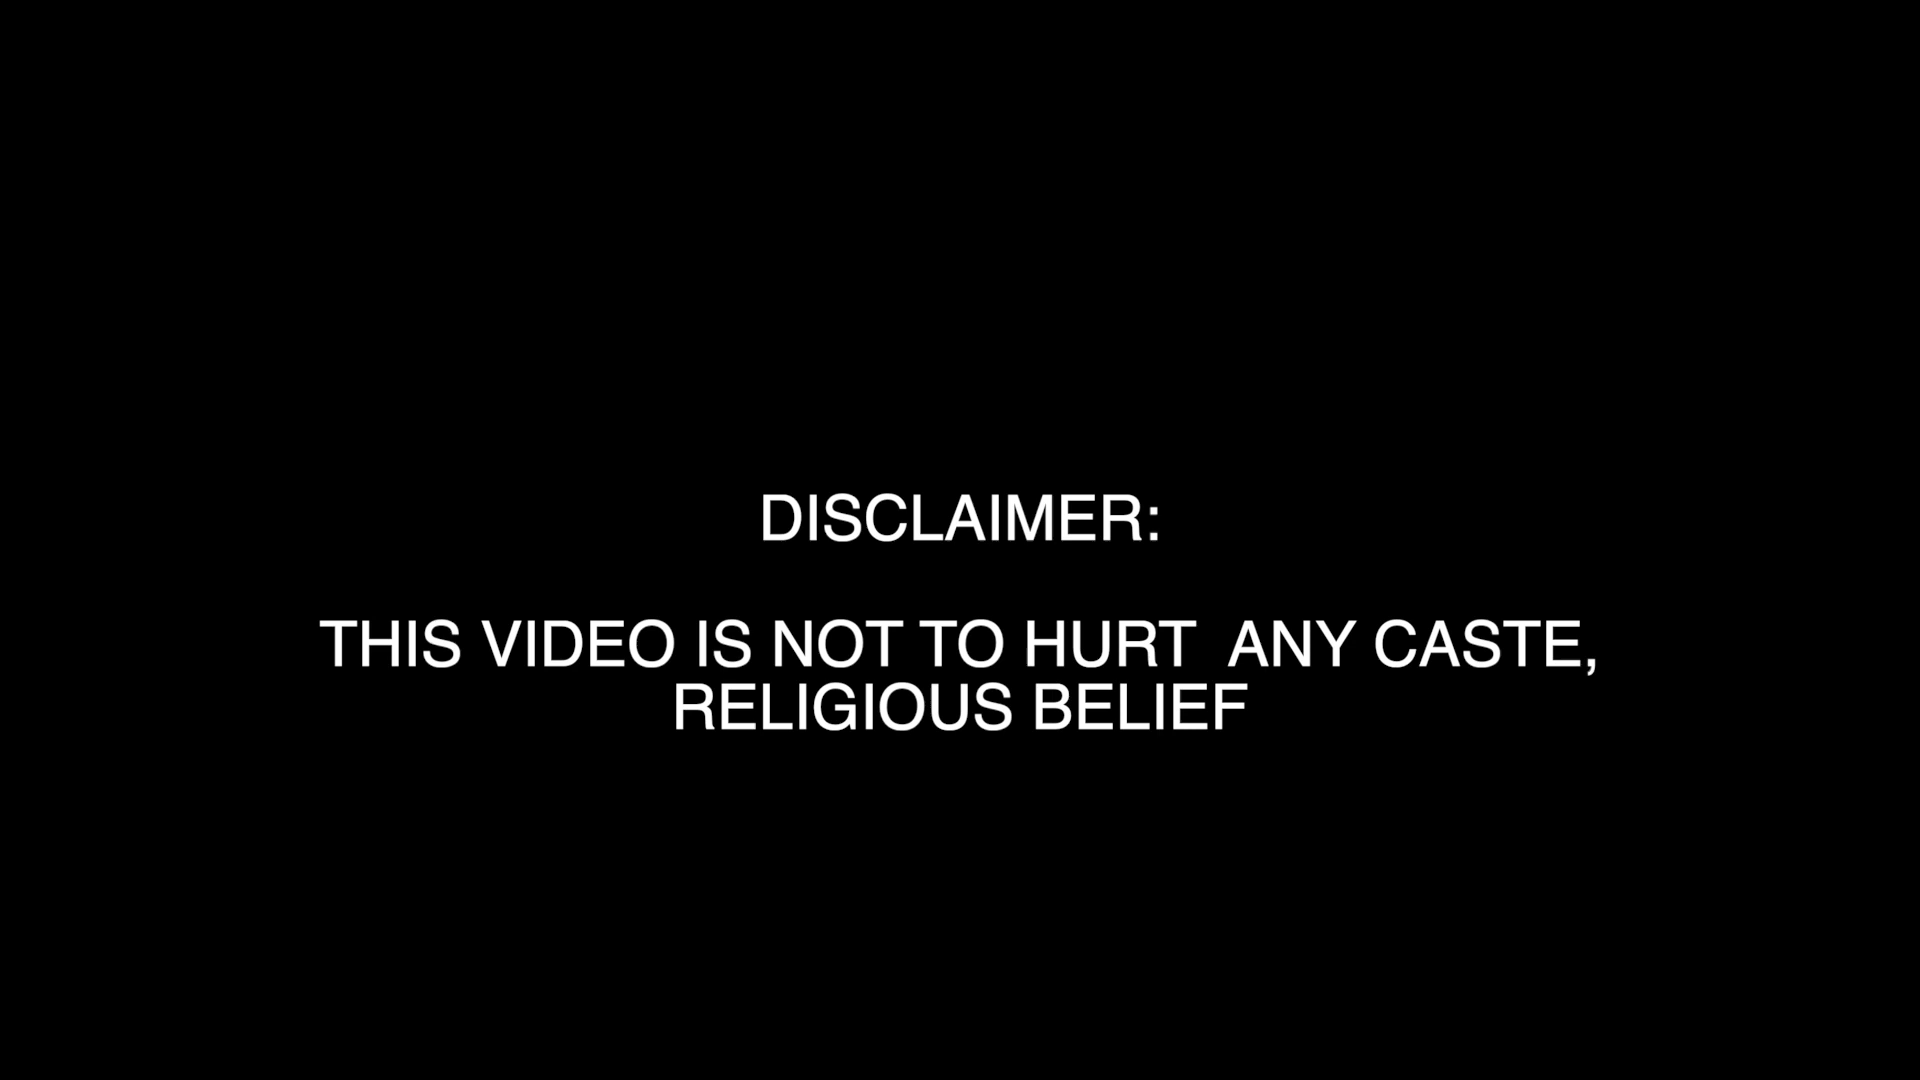 DISCLAIMER:
THIS VIDEO IS NOT TO HURT  ANY CASTE,
RELIGIOUS BELIEF